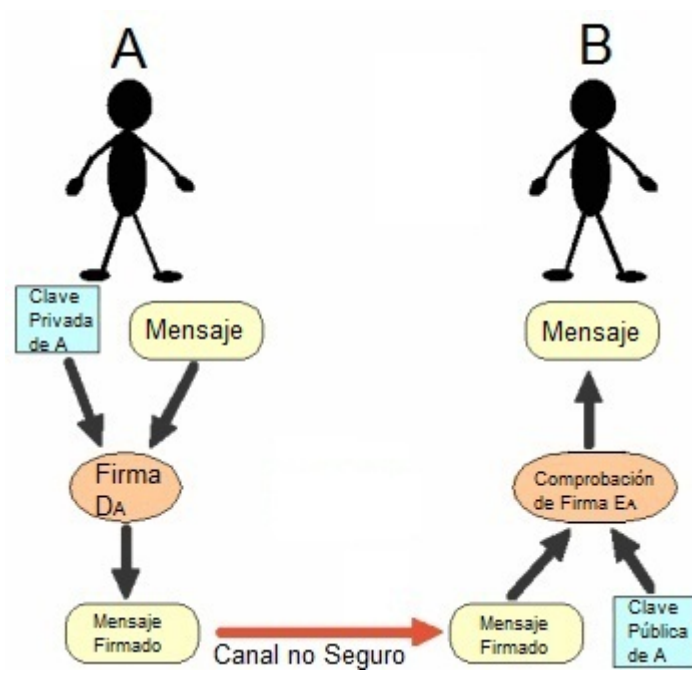 A
B
Clave
Privada
de A
Mensaje
Mensaje
Firma
DA
Comprobación
de Firma EA
Mensaje
Firmado
Canal no Seguro
Mensaje
Firmado
Clave
Pública
de A